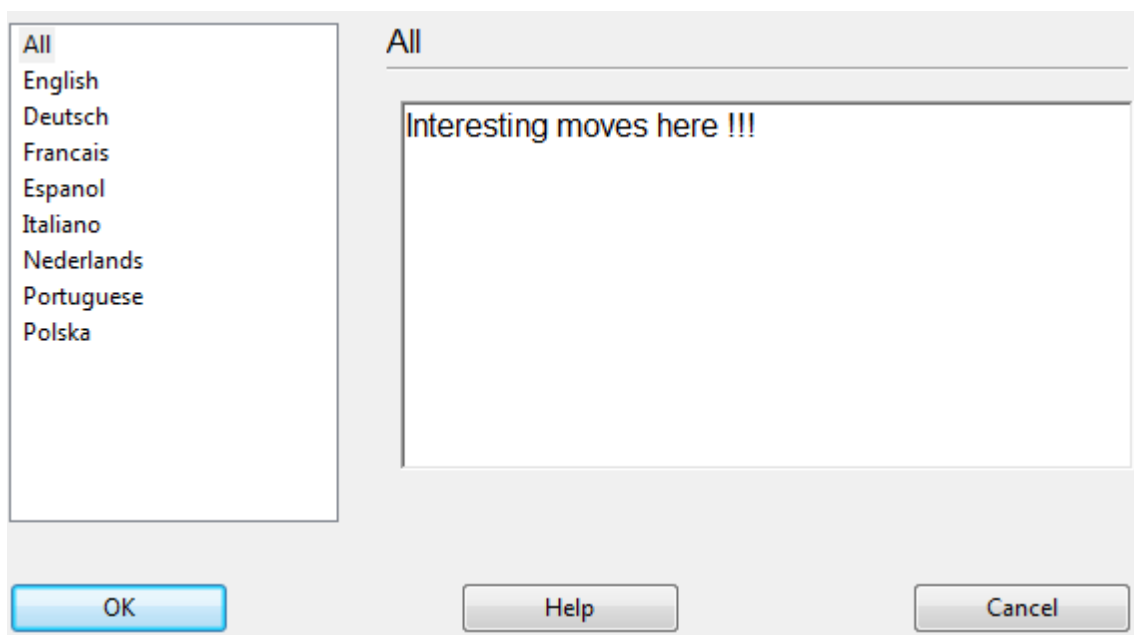 All
English
Deutsch
Francais
Espanol
Italiano
Nederlands
Portuguese
Polska
All
Interesting moves here !!!
OK
Help
Cancel